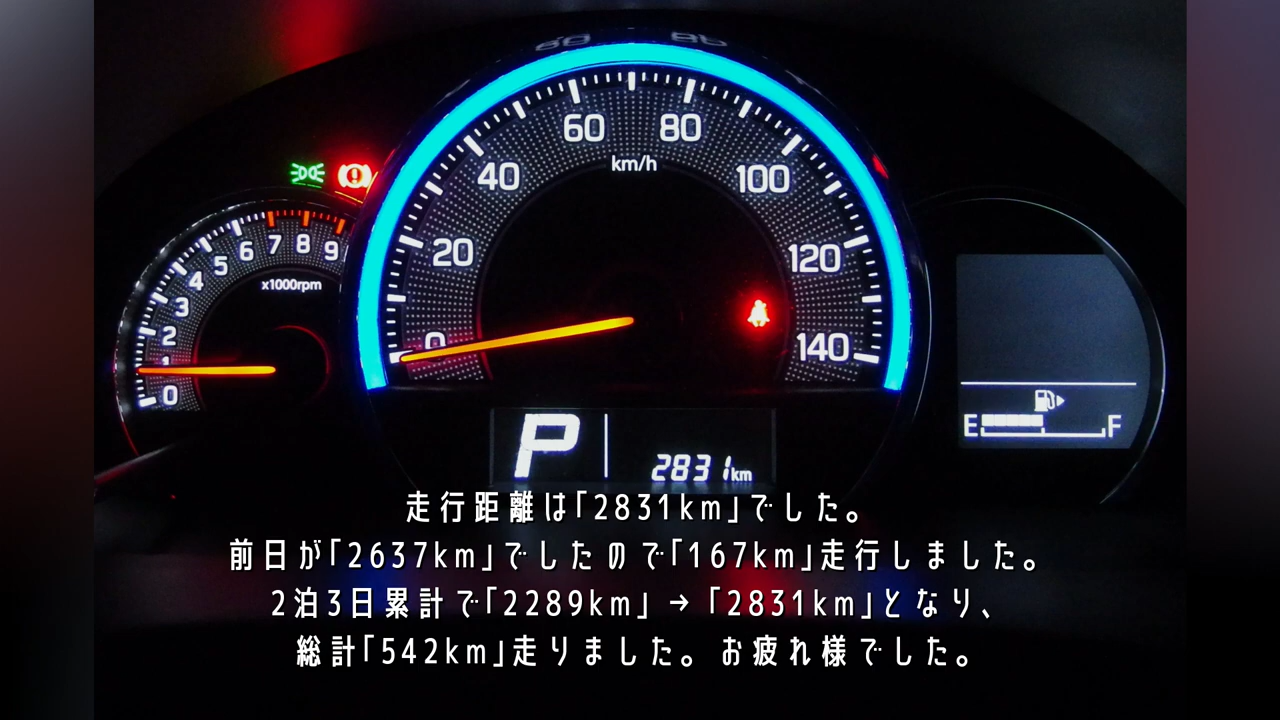 60 80
60 80
km/h
40 100
20 120
0 140
1 2 3 4 5 6 7 8 9
0
x1000rpm
P 2831km
E F
走行距離は「2831km」でした。
前日が「2637km」でしたので「167km」走行しました。
2泊3日累計で「2289km」→「2831km」となり、
総計「542km」走りました。お疲れ様でした。